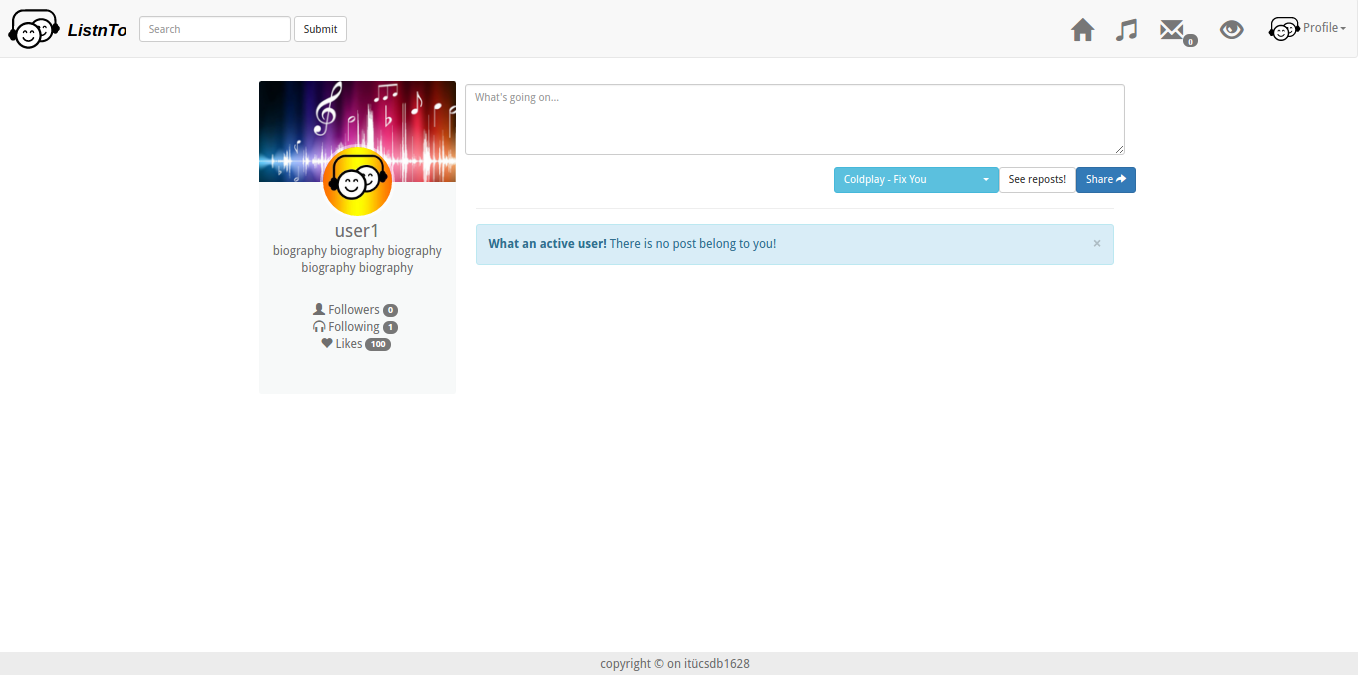 ListnTo
Search
Submit
0
Profile
What's going on...
Coldplay - Fix You
See reposts!
Share
user1
biography biography biography
biography biography
Followers 0
Following 1
Likes 100
What an active user! There is no post belong to you!
×
copyright © on itücsdb1628